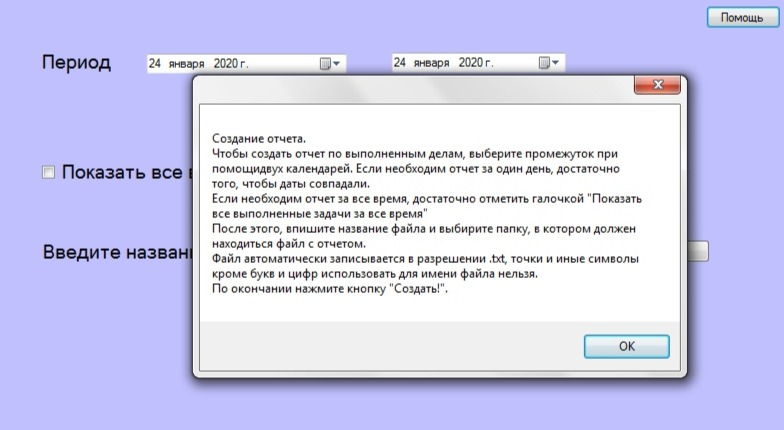 Помощь
Период
24 января 2020 г.
24 января 2020 г.
Создание отчета.
Чтобы создать отчет по выполненным делам, выберите промежуток при
помощидвух календарей. Если необходим отчет за один день, достаточно
того, чтобы даты совпадали.
Если необходим отчет за все время, достаточно отметить галочкой "Показать
все выполненные задачи за все время"
После этого, впишите название файла и выбирите папку, в котором должен
находиться файл с отчетом.
Файл автоматически записывается в разрешении .txt, точки и иные символы
кроме букв и цифр использовать для имени файла нельзя.
По окончании нажмите кнопку "Создать!".
Показать все
Введите
OK